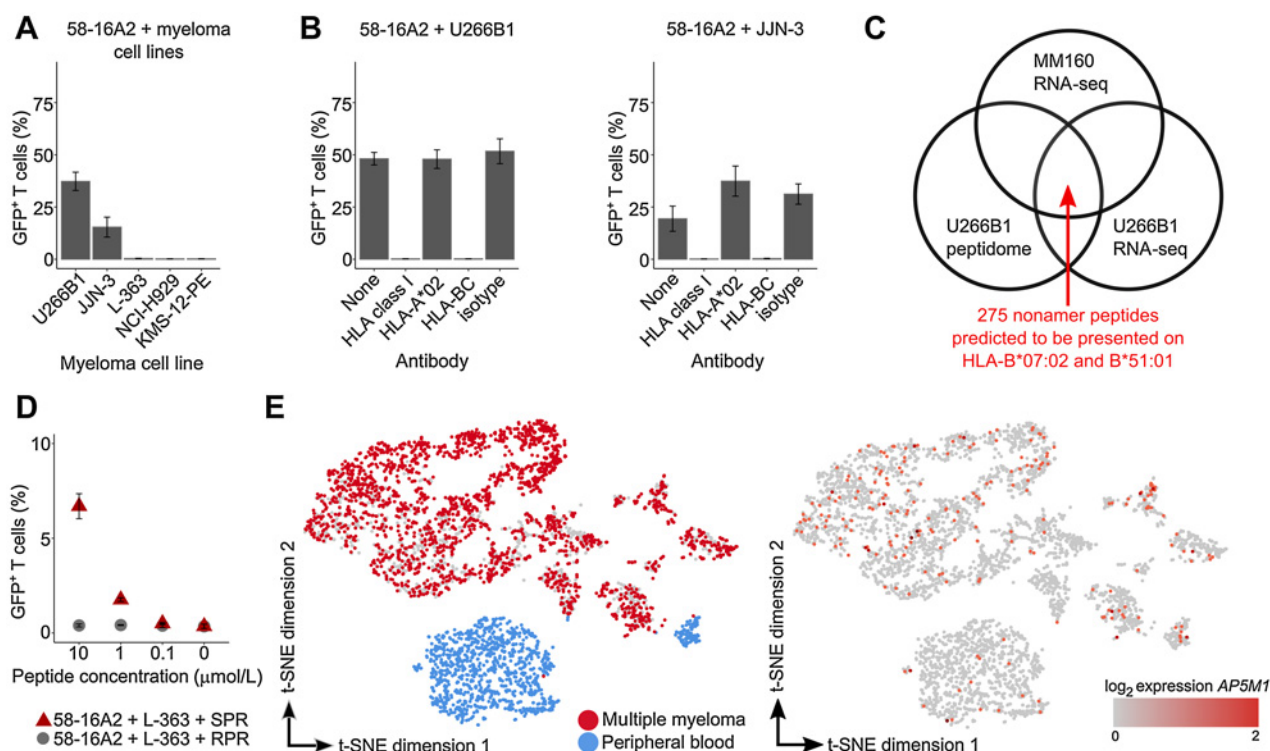 A
58-16A2 + myeloma
cell lines
GFP+ T cells (%)
75
50
25
0
U266B1
JJN-3
L-363
NCI-H929
KMS-12-PE
Myeloma cell line
B
58-16A2 + U266B1
GFP+ T cells (%)
75
50
25
0
None
HLA class I
HLA-A*02
HLA-BC
isotype
Antibody
58-16A2 + JJN-3
GFP+ T cells (%)
75
50
25
0
None
HLA class I
HLA-A*02
HLA-BC
isotype
Antibody
C
MM160
RNA-seq
U266B1
peptidome
U266B1
RNA-seq
275 nonamer peptides
predicted to be presented on
HLA-B*07:02 and B*51:01
D
GFP+ T cells (%)
10
5
0
10 1 0.1 0
Peptide concentration (μmol/L)
58-16A2 + L-363 + SPR
58-16A2 + L-363 + RPR
E
t-SNE dimension 2
t-SNE dimension 1
Multiple myeloma
Peripheral blood
t-SNE dimension 2
t-SNE dimension 1
log2 expression AP5M1
0 2